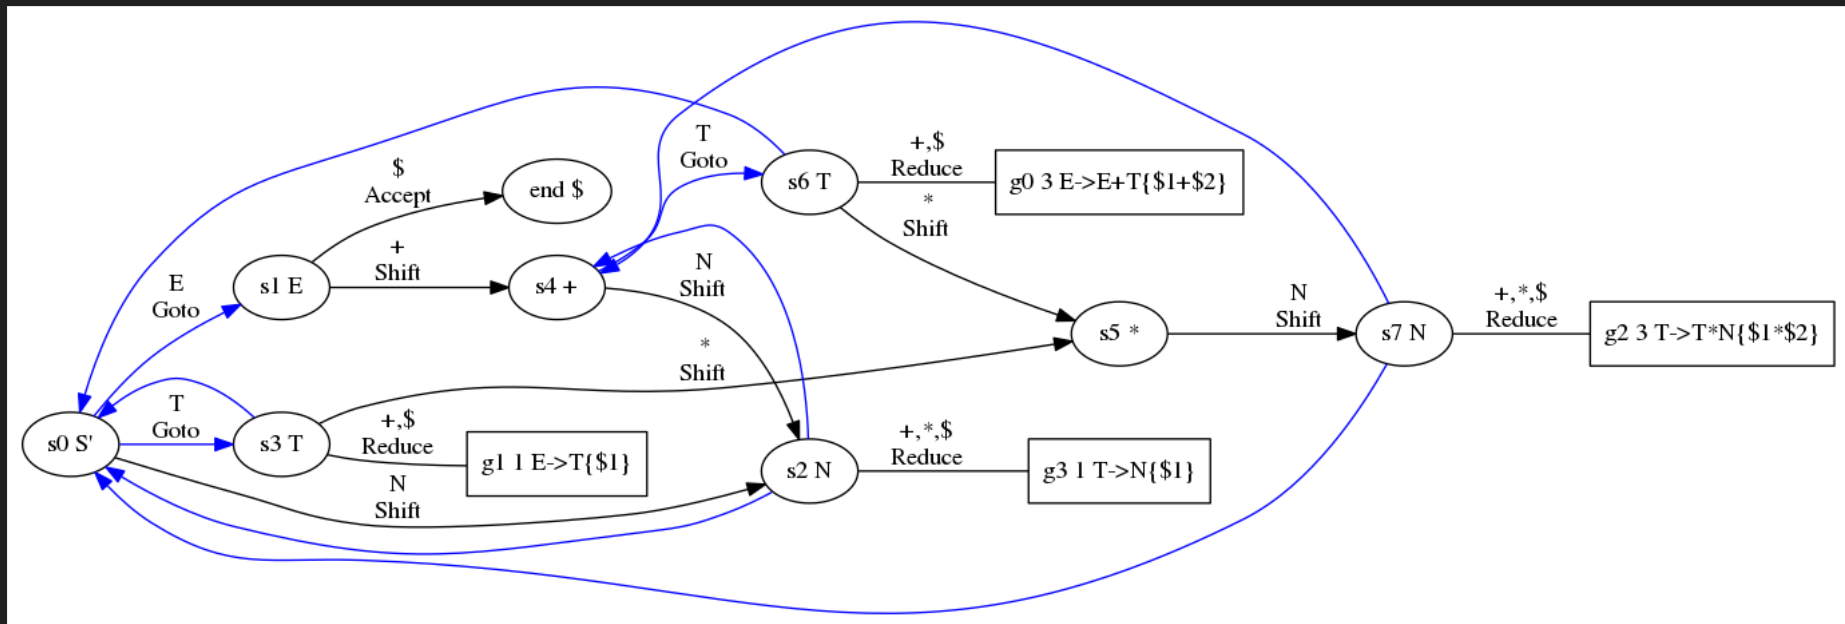 T
Goto
+,$
Reduce
s6 T
g0 3 E->E+T{$1+$2}
$
Accept
end $
*
Shift
+
Shift
E
Goto
s1 E
s4 +
N
Shift
N
Shift
+,*,$
Reduce
s5 *
s7 N
g2 3 T->T*N{$1*$2}
*
Shift
T
Goto
+,$
Reduce
s0 S'
s3 T
g1 1 E->T{$1}
+,*,$
Reduce
s2 N
g3 1 T->N{$1}
N
Shift